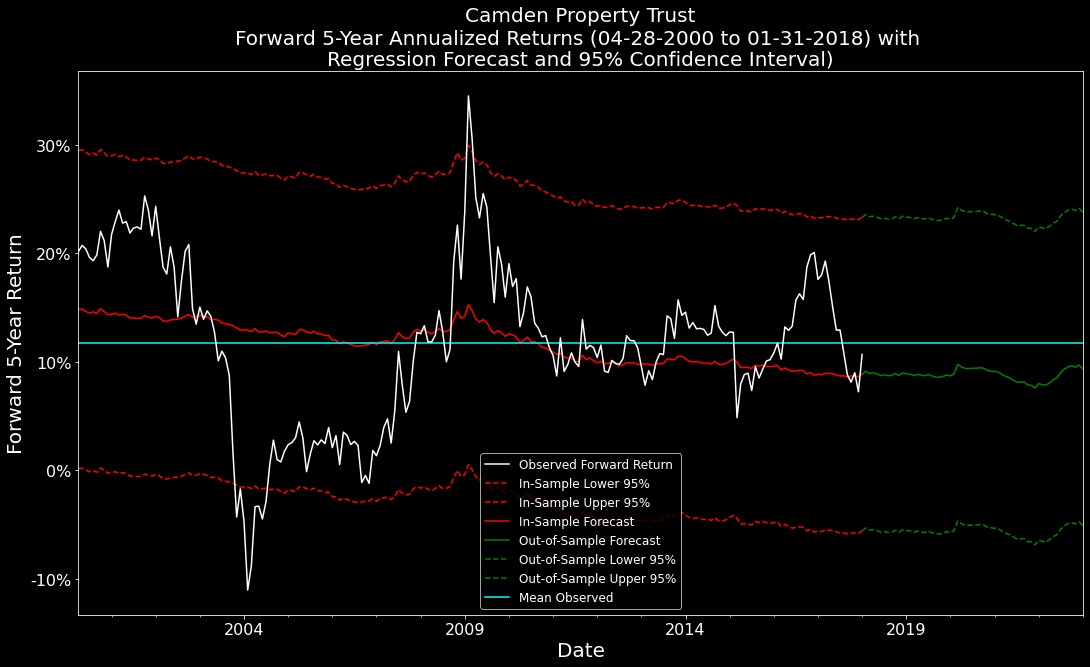 Camden Property Trust
Forward 5-Year Annualized Returns (04-28-2000 to 01-31-2018) with
Regression Forecast and 95% Confidence Interval)
Forward 5-Year Return
30%
20%
10%
0%
-10%
Observed Forward Return
In-Sample Lower 95%
In-Sample Upper 95%
In-Sample Forecast
Out-of-Sample Forecast
Out-of-Sample Lower 95%
Out-of-Sample Upper 95%
Mean Observed
2004 2009 2014 2019
Date